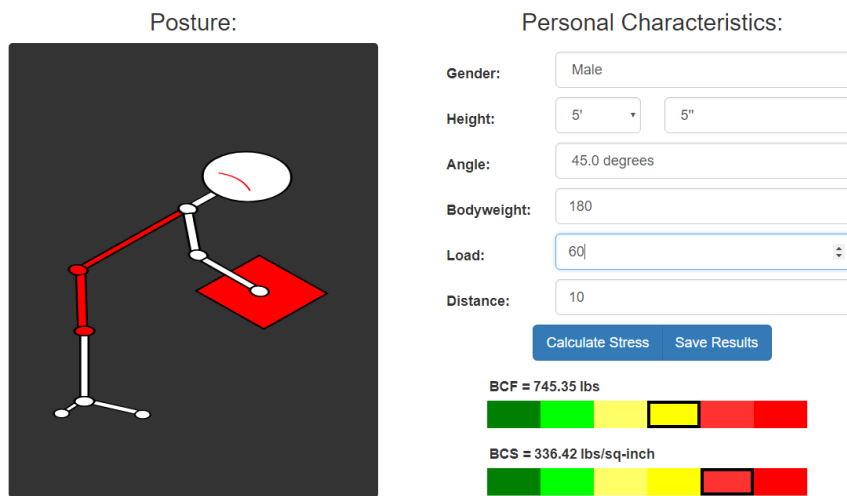 Posture:
Personal Characteristics:
Gender: Male
Height: 5' 5"
Angle: 45.0 degrees
Bodyweight: 180
Load: 60
Distance: 10
Calculate Stress Save Results
BCF = 745.35 lbs
BCS = 336.42 lbs/sq-inch